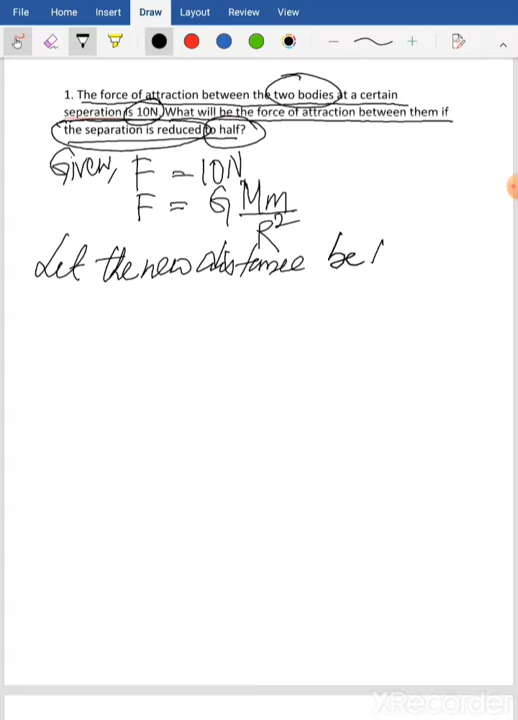 File Home Insert Draw Layout Review View
1. The force of attraction between the two bodies at a certain
seperation is 10N. What will be the force of attraction between them if
the separation is reduced to half?
Given, F = 10N
F = G Mm/R²
Let the new distance be
XRecorder